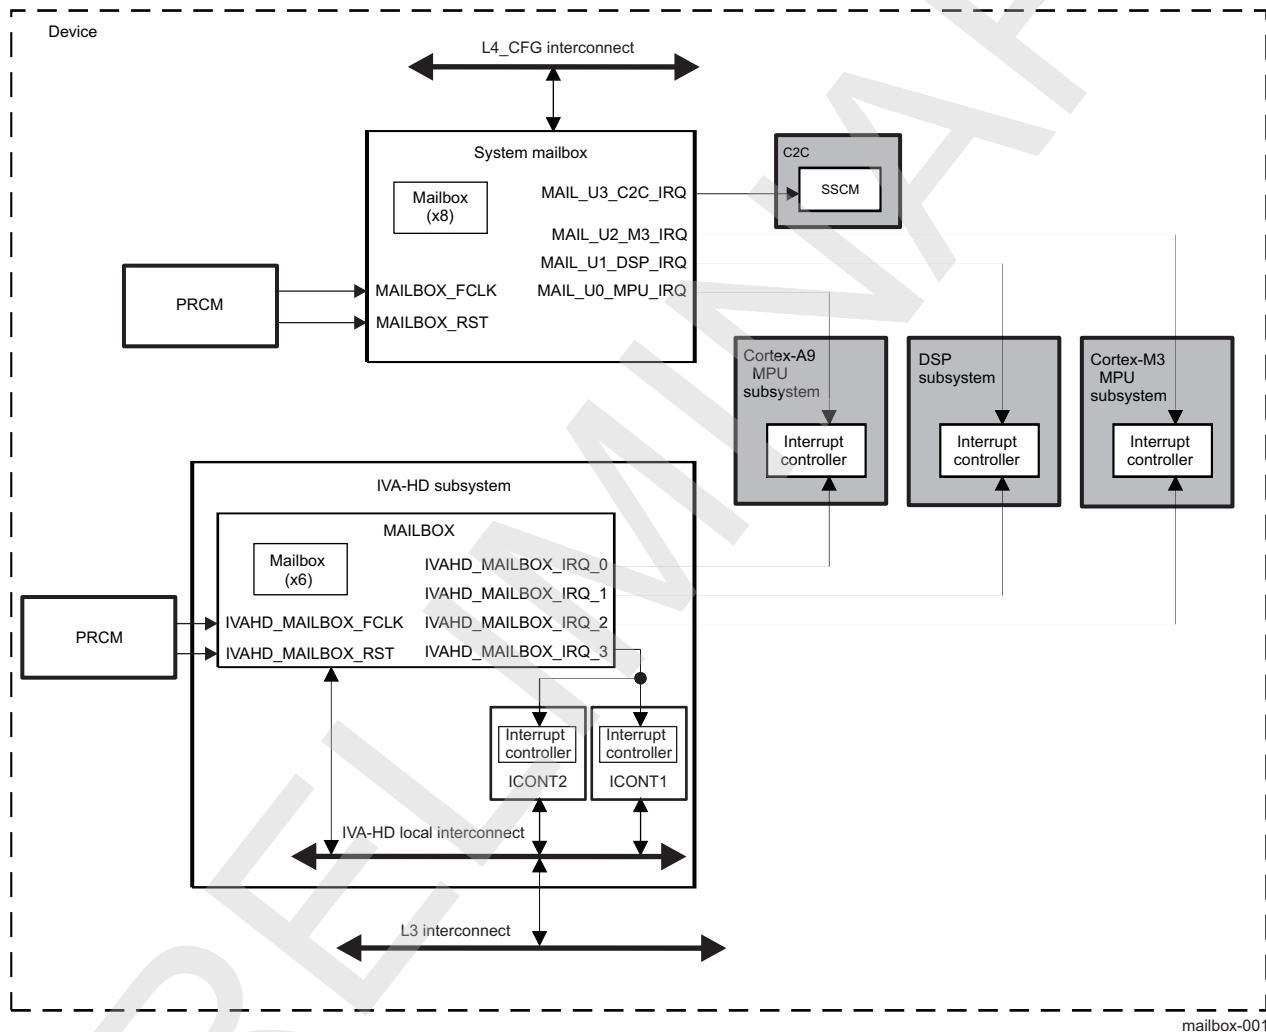 Device
L4_CFG interconnect
System mailbox
Mailbox
(x8)
MAIL_U3_C2C_IRQ
MAIL_U2_M3_IRQ
MAIL_U1_DSP_IRQ
MAIL_U0_MPU_IRQ
MAILBOX_FCLK
MAILBOX_RST
PRCM
C2C
SSCM
Cortex-A9
MPU
subsystem
Interrupt
controller
DSP
subsystem
Interrupt
controller
Cortex-M3
MPU
subsystem
Interrupt
controller
IVA-HD subsystem
MAILBOX
Mailbox
(x6)
IVAHD_MAILBOX_IRQ_0
IVAHD_MAILBOX_IRQ_1
IVAHD_MAILBOX_IRQ_2
IVAHD_MAILBOX_IRQ_3
IVAHD_MAILBOX_FCLK
IVAHD_MAILBOX_RST
PRCM
Interrupt
controller
ICONT2
Interrupt
controller
ICONT1
IVA-HD local interconnect
L3 interconnect
mailbox-001